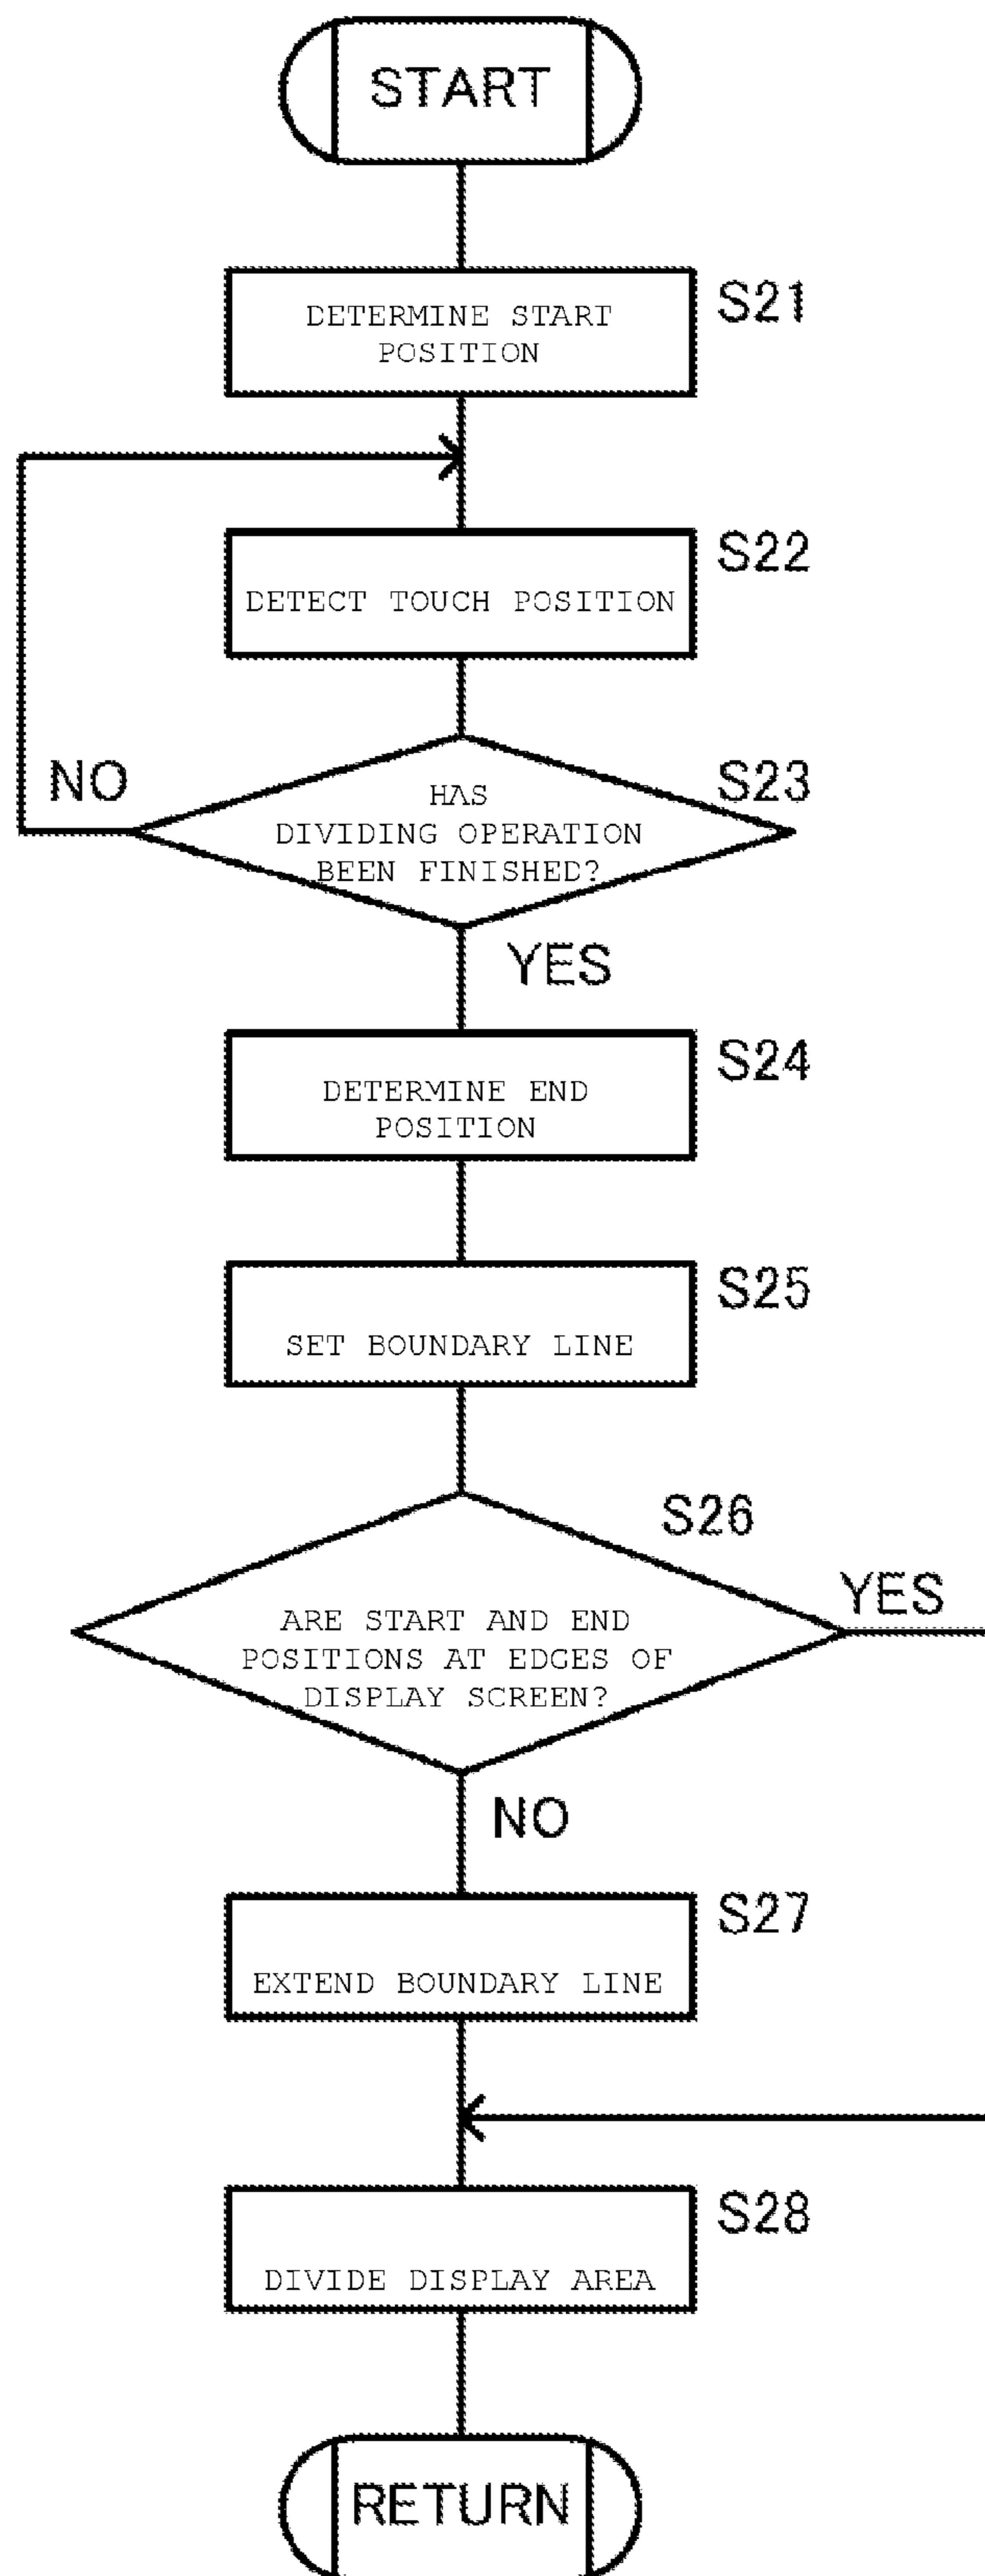 START
S21
DETERMINE START
POSITION
S22
DETECT TOUCH POSITION
NO
S23
HAS
DIVIDING OPERATION
BEEN FINISHED?
YES
S24
DETERMINE END
POSITION
S25
SET BOUNDARY LINE
S26
YES
ARE START AND END
POSITIONS AT EDGES OF
DISPLAY SCREEN?
NO
S27
EXTEND BOUNDARY LINE
S28
DIVIDE DISPLAY AREA
RETURN